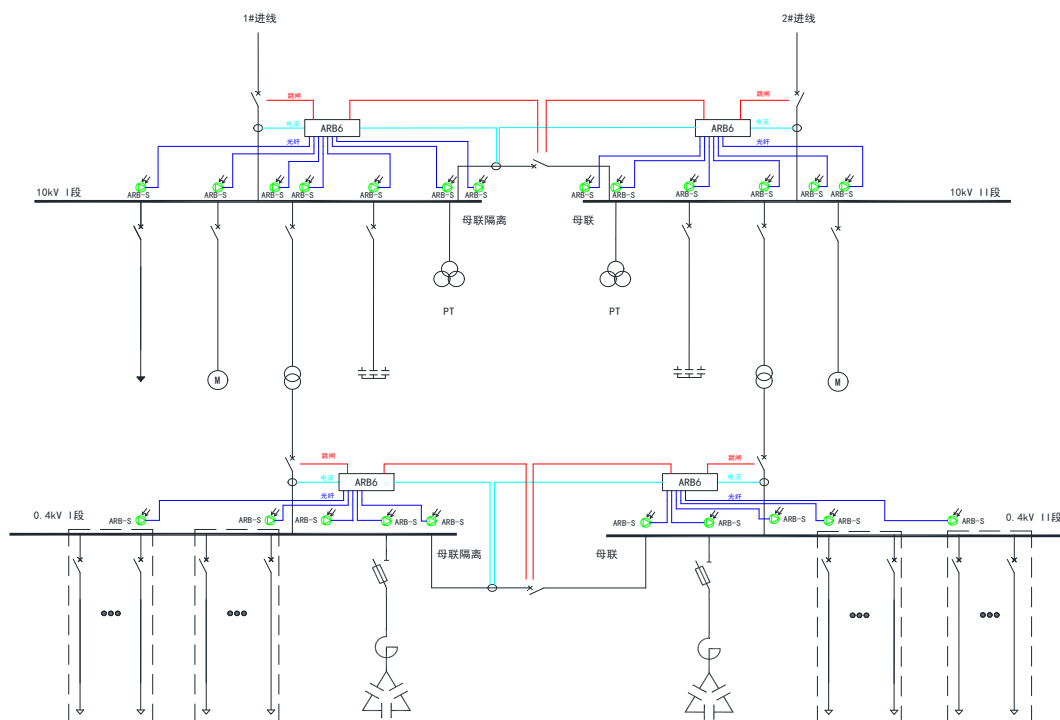 1#进线
2#进线
跳闸
跳闸
电流
ARB6
ARB6
电流
光纤
光纤
10kV I段
ARB-S
ARB-S
ARB-S
ARB-S
ARB-S
ARB-S
ARB-S
ARB-S
ARB-S
ARB-S
ARB-S
ARB-S
ARB-S
10kV II段
母联隔离
母联
PT
PT
M
M
跳闸
跳闸
电流
ARB6
ARB6
电流
光纤
光纤
0.4kV I段
ARB-S
ARB-S
ARB-S
ARB-S
ARB-S
ARB-S
ARB-S
ARB-S
ARB-S
ARB-S
0.4kV II段
母联隔离
母联